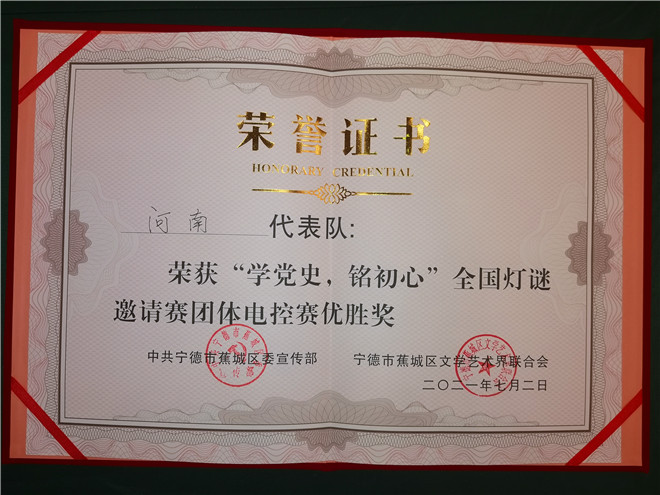 荣誉证书
HONORARY CREDENTIAL
河南 代表队:
荣获“学党史，铭初心”全国灯谜
邀请赛团体电控赛优胜奖
中共宁德市蕉城区委宣传部 宁德市蕉城区文学艺术界联合会
二〇二一年七月二日